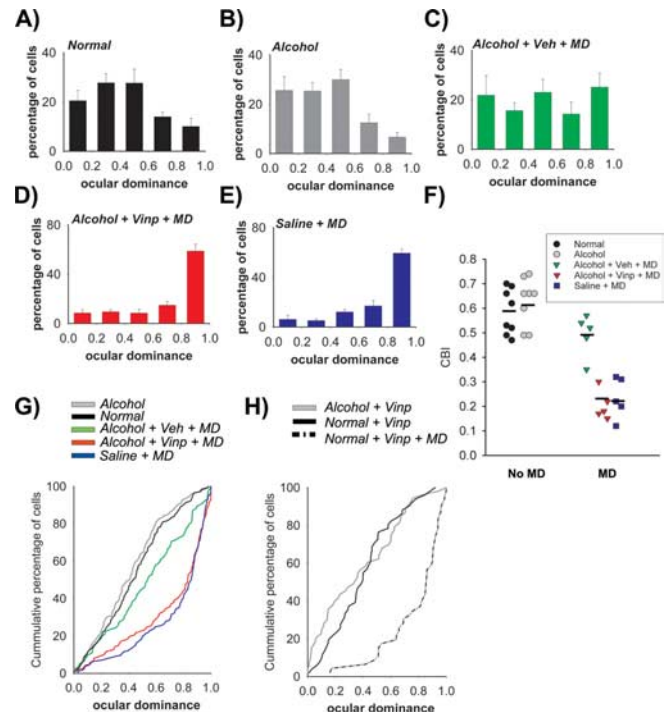 A)
Normal
percentage of cells
40
20
0
0.0 0.2 0.4 0.6 0.8 1.0
ocular dominance
B)
Alcohol
percentage of cells
40
20
0
0.0 0.2 0.4 0.6 0.8 1.0
ocular dominance
C)
Alcohol + Veh + MD
percentage of cells
40
20
0
0.0 0.2 0.4 0.6 0.8 1.0
ocular dominance
D)
Alcohol + Vinp + MD
percentage of cells
80
40
0
0.0 0.2 0.4 0.6 0.8 1.0
ocular dominance
E)
Saline + MD
percentage of cells
80
40
0
0.0 0.2 0.4 0.6 0.8 1.0
ocular dominance
F)
Normal
Alcohol
Alcohol + Veh + MD
Alcohol + Vinp + MD
Saline + MD
CBI
0.8
0.7
0.6
0.5
0.4
0.3
0.2
0.1
0.0
No MD MD
G)
Alcohol
Normal
Alcohol + Veh + MD
Alcohol + Vinp + MD
Saline + MD
Cummulative percentage of cells
100
80
60
40
20
0
0.0 0.2 0.4 0.6 0.8 1.0
ocular dominance
H)
Alcohol + Vinp
Normal + Vinp
Normal + Vinp + MD
Cummulative percentage of cells
100
80
60
40
20
0
0.0 0.2 0.4 0.6 0.8 1.0
ocular dominance